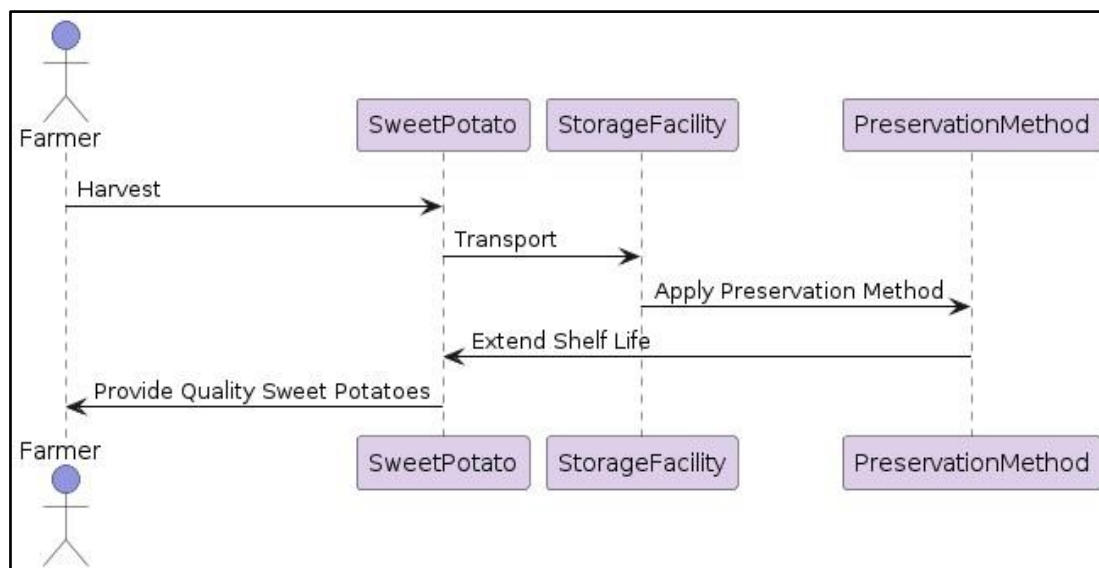 Farmer
SweetPotato
StorageFacility
PreservationMethod
Harvest
Transport
Apply Preservation Method
Extend Shelf Life
Provide Quality Sweet Potatoes
Farmer
SweetPotato
StorageFacility
PreservationMethod